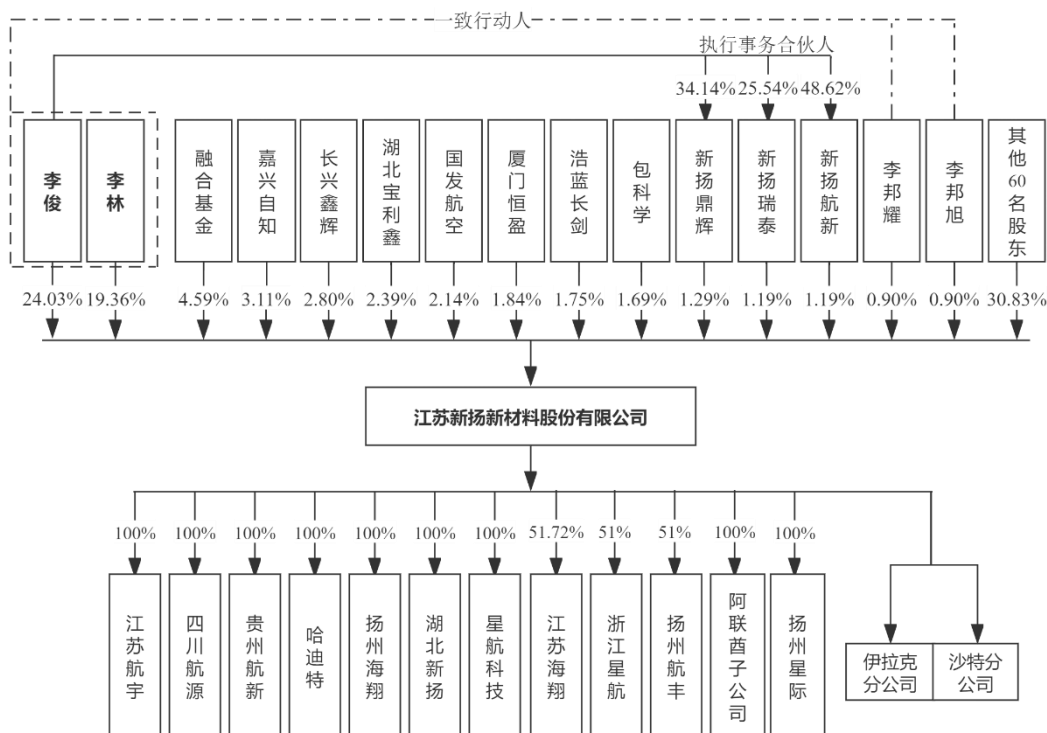 一致行动人
执行事务合伙人
34.14% 25.54% 48.62%
李俊
李林
融合基金
嘉兴自知
长兴鑫辉
湖北宝利鑫
国发航空
厦门恒盈
浩蓝长剑
包科学
新扬鼎辉
新扬瑞泰
新扬航新
李邦耀
李邦旭
其他60名股东
24.03% 19.36% 4.59% 3.11% 2.80% 2.39% 2.14% 1.84% 1.75% 1.69% 1.29% 1.19% 1.19% 0.90% 0.90% 30.83%
江苏新扬新材料股份有限公司
100% 100% 100% 100% 100% 100% 100% 51.72% 51% 51% 100% 100%
江苏航宇
四川航源
贵州航新
哈迪特
扬州海翔
湖北新扬
星航科技
江苏海翔
浙江星航
扬州航丰
阿联酋子公司
扬州星际
伊拉克
分公司
沙特分
公司